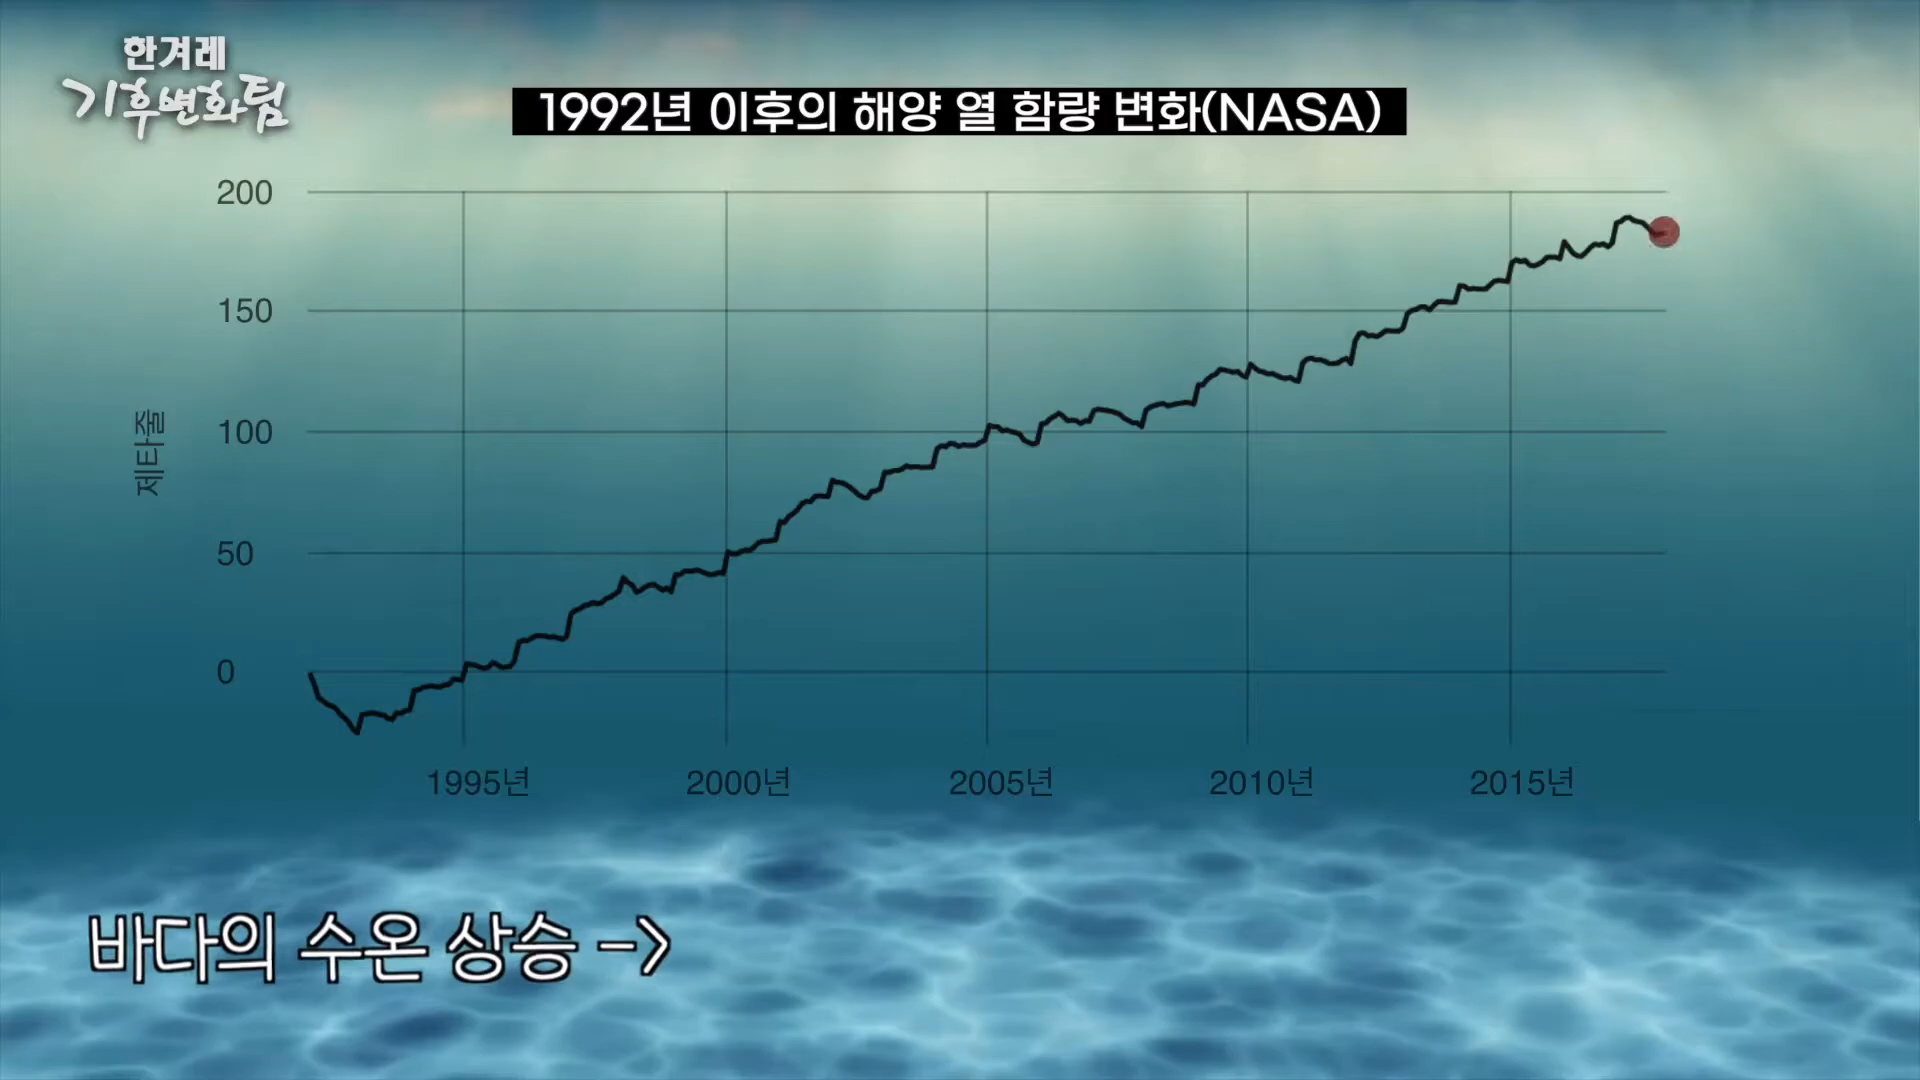 한겨레
기후변화팀
1992년 이후의 해양 열 함량 변화(NASA)
200
150
100
50
0
제타줄
1995년 2000년 2005년 2010년 2015년
바다의 수온 상승 ->